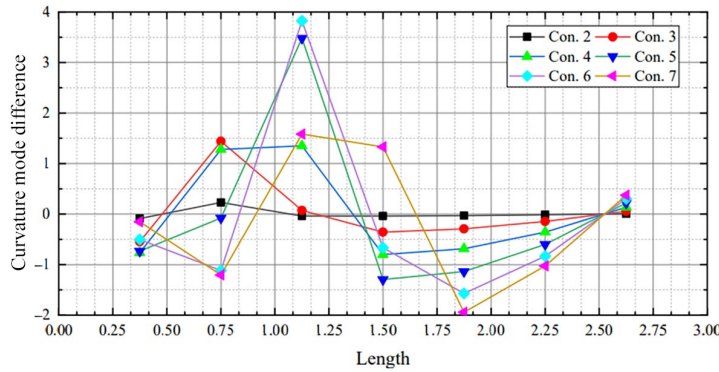 Curvature mode difference
4
3
2
1
0
−1
−2
Con. 2 Con. 3
Con. 4 Con. 5
Con. 6 Con. 7
0.00 0.25 0.50 0.75 1.00 1.25 1.50 1.75 2.00 2.25 2.50 2.75 3.00
Length